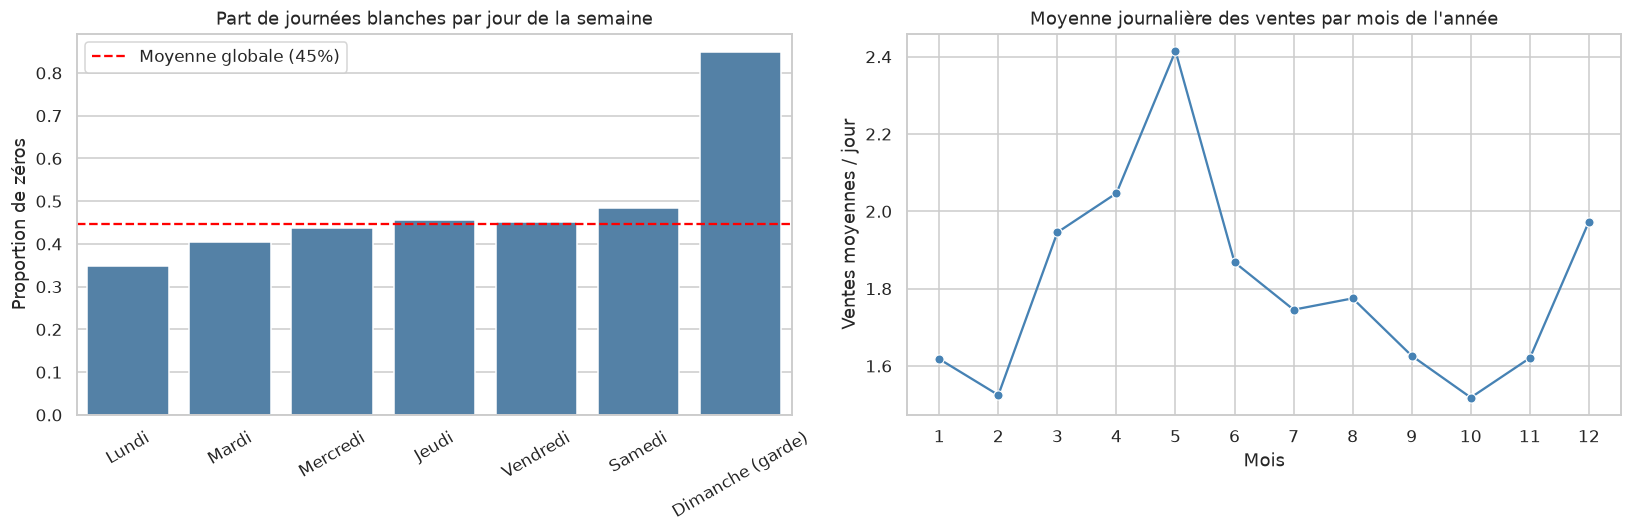 Part de journées blanches par jour de la semaine
Moyenne globale (45%)
Proportion de zéros
0.8
0.7
0.6
0.5
0.4
0.3
0.2
0.1
0.0
Lundi
Mardi
Mercredi
Jeudi
Vendredi
Samedi
Dimanche (garde)
Moyenne journalière des ventes par mois de l'année
Ventes moyennes / jour
2.4
2.2
2.0
1.8
1.6
1 2 3 4 5 6 7 8 9 10 11 12
Mois